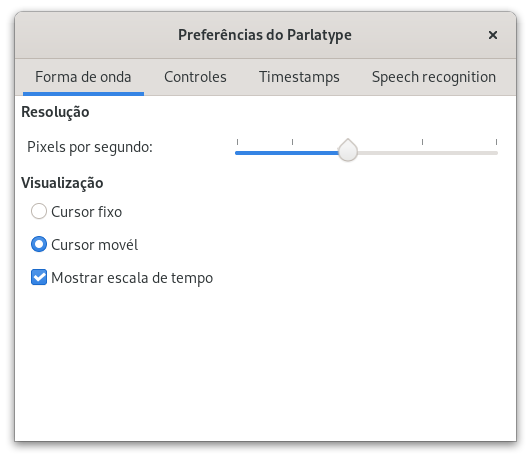 Preferências do Parlatype
Forma de onda Controles Timestamps Speech recognition
Resolução
Pixels por segundo:
Visualização
Cursor fixo
Cursor movél
Mostrar escala de tempo